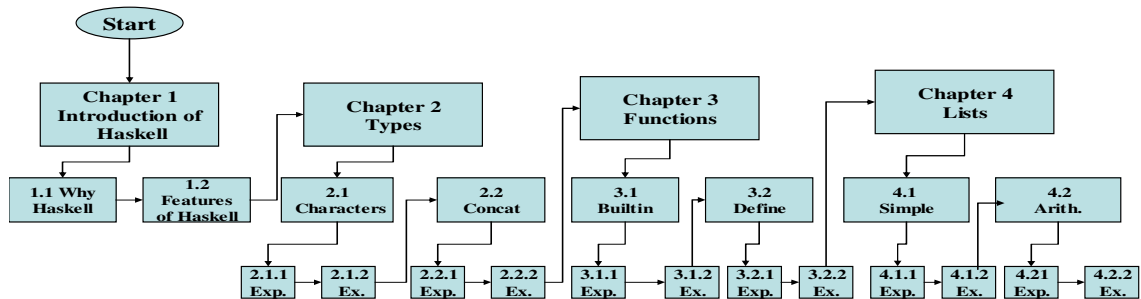 Start
Chapter 1
Introduction of
Haskell
1.1 Why
Haskell
1.2
Features
of Haskell
Chapter 2
Types
2.1
Characters
2.1.1
Exp.
2.1.2
Ex.
2.2
Concat
2.2.1
Exp.
2.2.2
Ex.
Chapter 3
Functions
3.1
Builtin
3.1.1
Exp.
3.1.2
Ex.
3.2
Define
3.2.1
Exp.
3.2.2
Ex.
Chapter 4
Lists
4.1
Simple
4.1.1
Exp.
4.1.2
Ex.
4.2
Arith.
4.21
Exp.
4.2.2
Ex.